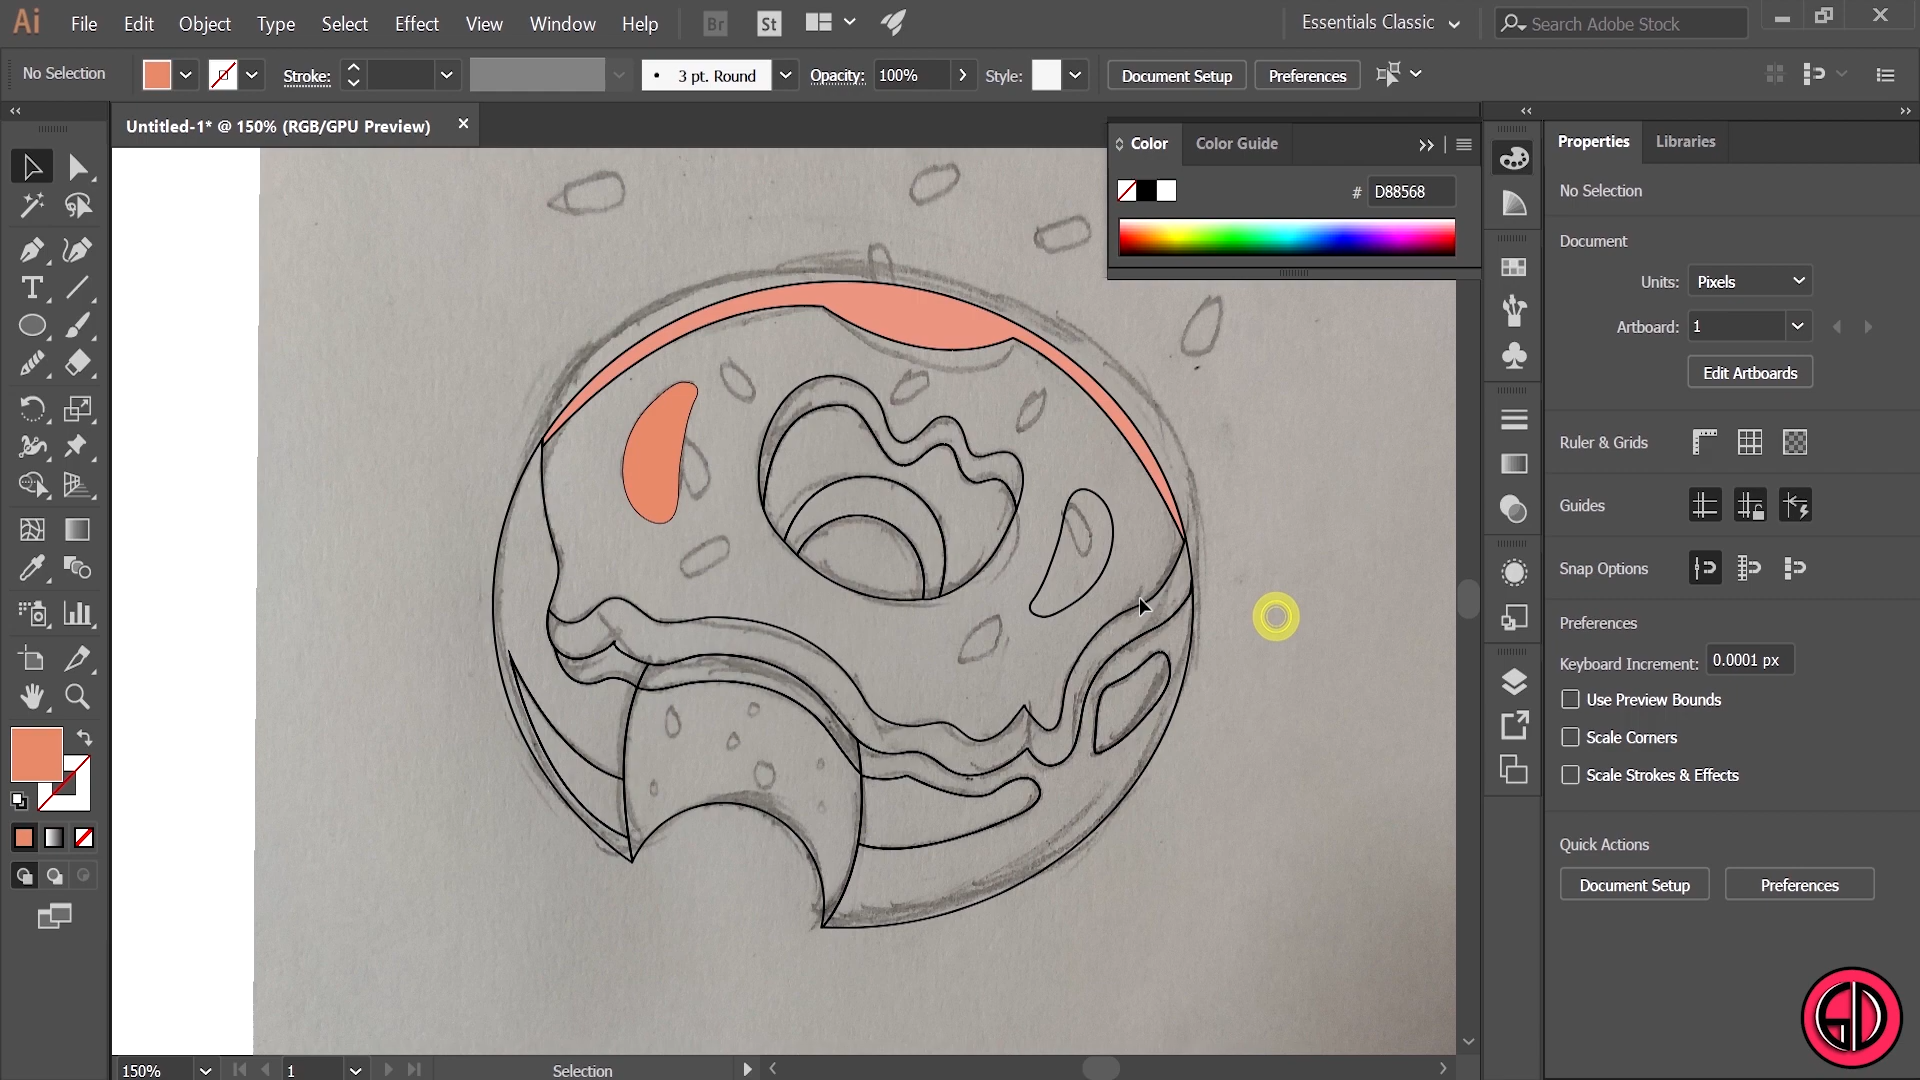 Ai File Edit Object Type Select Effect View Window Help Br St Essentials Classic Search Adobe Stock
No Selection Stroke: 3 pt. Round Opacity: 100% Style: Document Setup Preferences
Untitled-1* @ 150% (RGB/GPU Preview)
Color Color Guide
# D88568
Properties Libraries
No Selection
Document
Units: Pixels
Artboard: 1
Edit Artboards
Ruler & Grids
Guides
Snap Options
Preferences
Keyboard Increment: 0.0001 px
Use Preview Bounds
Scale Corners
Scale Strokes & Effects
Quick Actions
Document Setup Preferences
150% 1 Selection